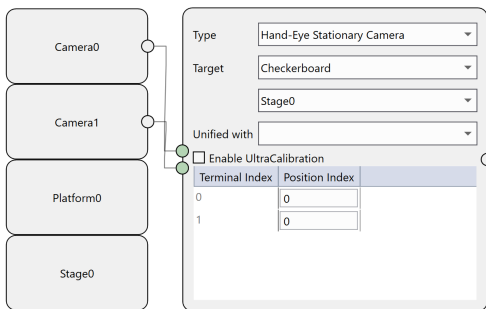 Camera0
Camera1
Platform0
Stage0
Type
Hand-Eye Stationary Camera
Target
Checkerboard
Stage0
Unified with
Enable UltraCalibration
Terminal Index
Position Index
0
0
1
0